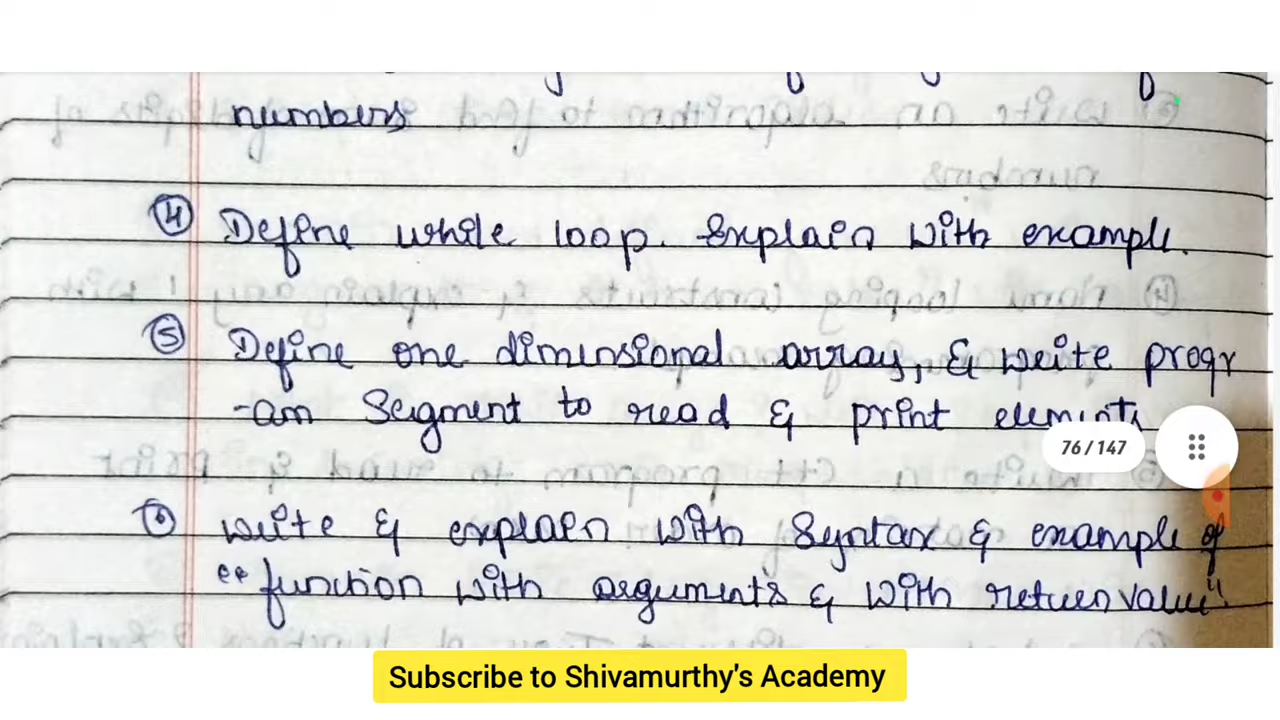 numbers
④ Define while loop. Explain with example.
⑤ Define one dimensional array, & write progr
-am Segment to read & print elements
76/147
⑥ write & explain with Syntax & example of
"function with arguments & with return value".
Subscribe to Shivamurthy's Academy